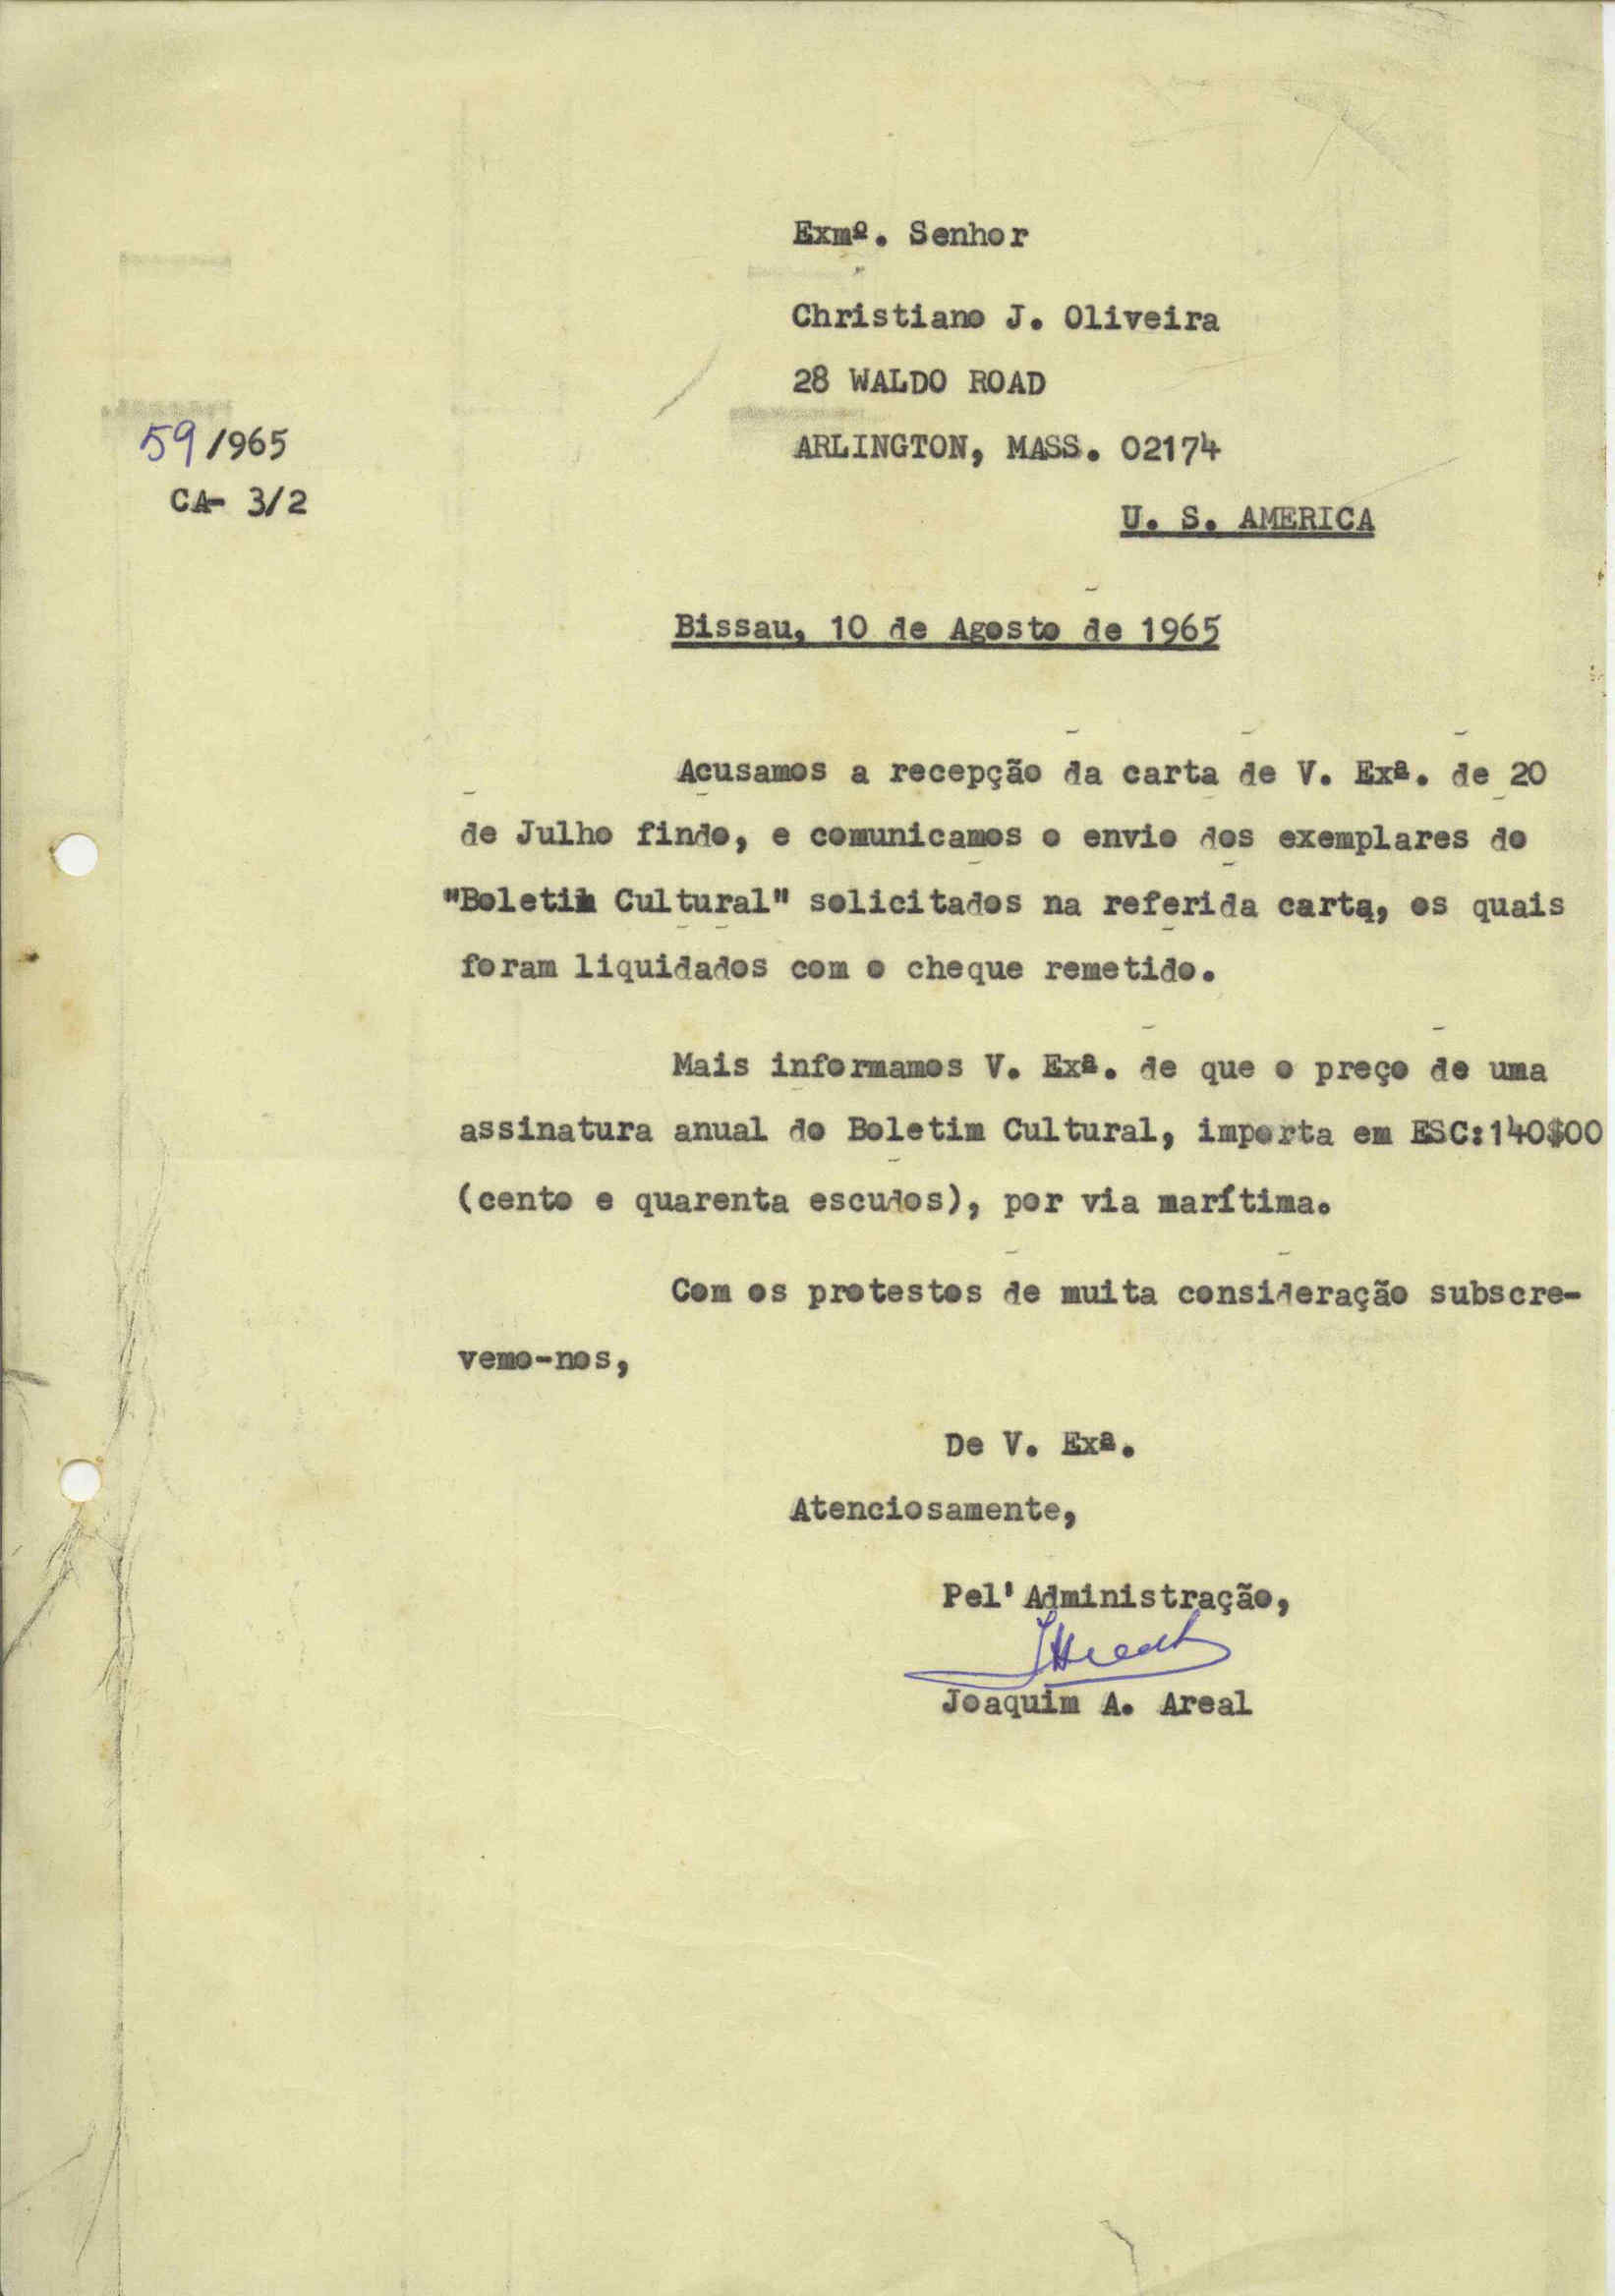 Exmº. Senhor
Christiano J. Oliveira
28 WALDO ROAD
ARLINGTON, MASS. 02174
U. S. AMERICA
59/965
CA- 3/2
Bissau, 10 de Agosto de 1965
Acusamos a recepção da carta de V. Exª. de 20
de Julho findo, e comunicamos o envio dos exemplares do
"Boletim Cultural" solicitados na referida carta, os quais
foram liquidados com o cheque remetido.
Mais informamos V. Exª. de que o preço de uma
assinatura anual do Boletim Cultural, importa em ESC:140$00
(cento e quarenta escudos), por via marítima.
Com os protestos de muita consideração subscre-
vemo-nos,
De V. Exª.
Atenciosamente,
Pel' Administração,
Joaquim A. Areal